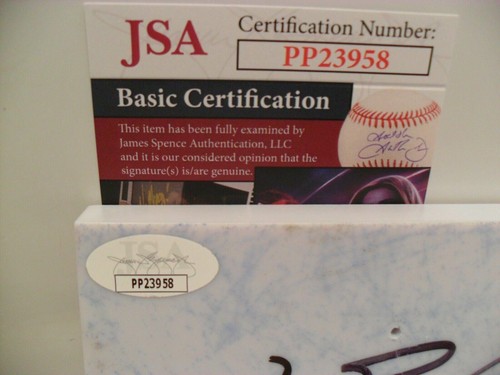 JSA
Certification Number:
PP23958
Basic Certification
This item has been fully examined by
James Spence Authentication, LLC
and it is our considered opinion that the
signature(s) is/are genuine.
JSA
PP23958